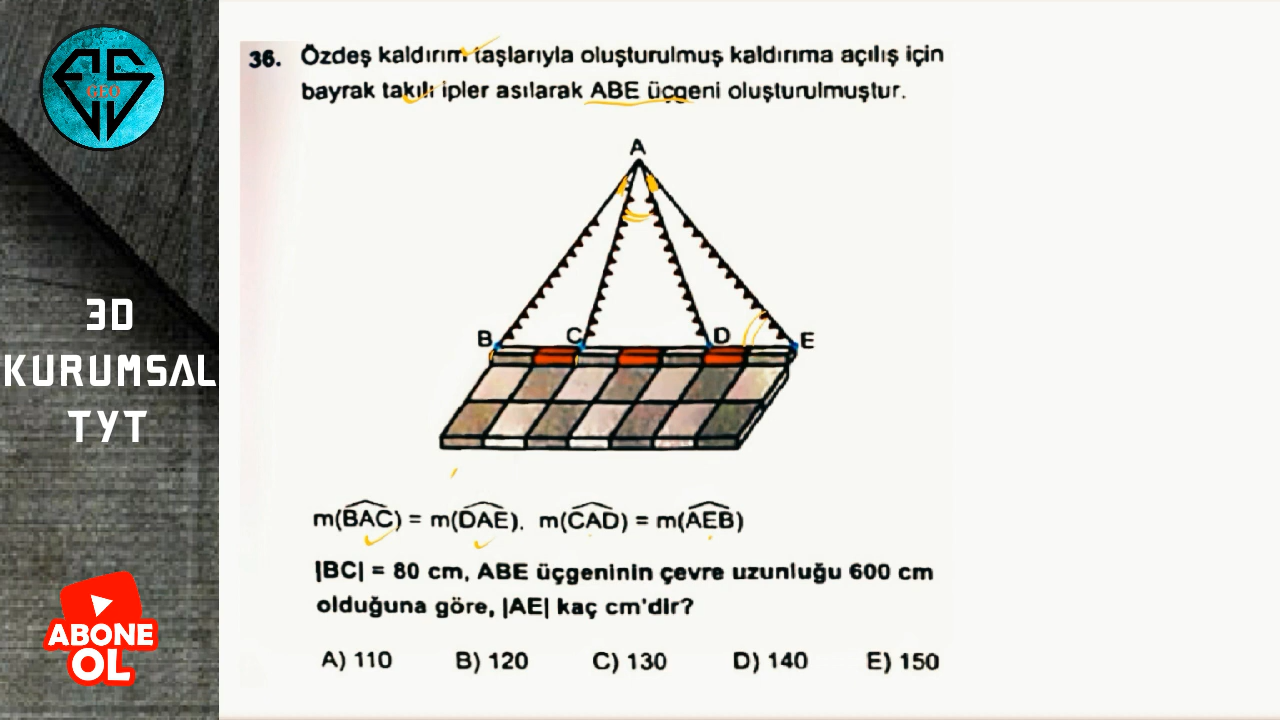 GEO
3D
KURUMSAL
TYT
ABONE
OL
36. Özdeş kaldırım taşlarıyla oluşturulmuş kaldırıma açılış için
bayrak takılı ipler asılarak ABE üçgeni oluşturulmuştur.
A
B C D E
m(BAC) = m(DAE), m(CAD) = m(AEB)
|BC| = 80 cm, ABE üçgeninin çevre uzunluğu 600 cm
olduğuna göre, |AE| kaç cm'dir?
A) 110 B) 120 C) 130 D) 140 E) 150